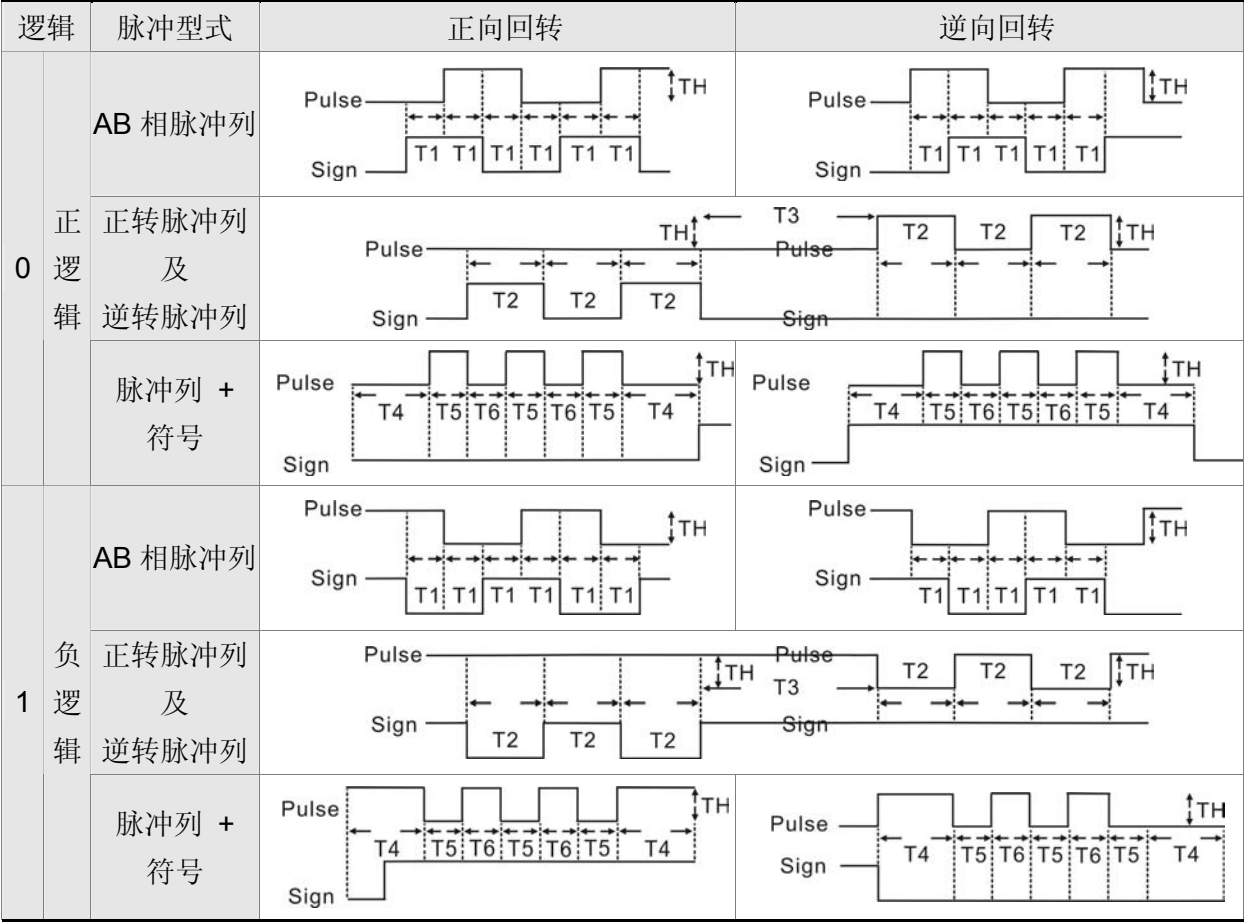 逻辑 脉冲型式 正向回转 逆向回转
0 正逻辑
AB 相脉冲列
Pulse TH
T1 T1 T1 T1 T1 T1
Sign
Pulse TH
T1 T1 T1 T1 T1
Sign
正转脉冲列
及
逆转脉冲列
TH T3 T2 T2 T2 TH
Pulse Pulse
T2 T2 T2
Sign Sign
脉冲列 +
符号
Pulse TH
T4 T5 T6 T5 T6 T5 T4
Sign
Pulse TH
T4 T5 T6 T5 T6 T5 T4
Sign
1 负逻辑
AB 相脉冲列
Pulse TH
Sign T1 T1 T1 T1 T1 T1
Pulse TH
Sign T1 T1 T1 T1 T1
正转脉冲列
及
逆转脉冲列
Pulse TH Pulse T2 T2 T2 TH
T3
Sign Sign
T2 T2 T2
脉冲列 +
符号
Pulse TH
T4 T5 T6 T5 T6 T5 T4
Sign
Pulse TH
T4 T5 T6 T5 T6 T5 T4
Sign